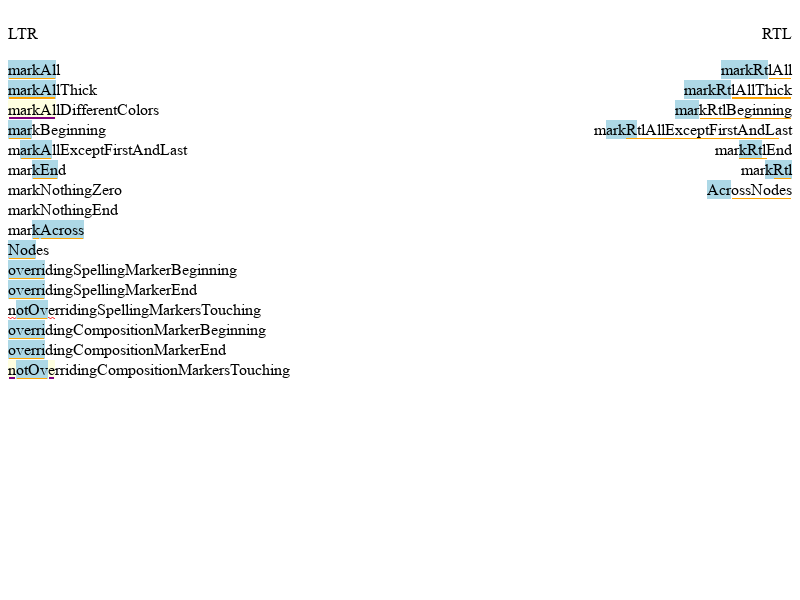 LTR
markAll
markAllThick
markAllDifferentColors
markBeginning
markAllExceptFirstAndLast
markEnd
markNothingZero
markNothingEnd
markAcross
Nodes
overridingSpellingMarkerBeginning
overridingSpellingMarkerEnd
notOverridingSpellingMarkersTouching
overridingCompositionMarkerBeginning
overridingCompositionMarkerEnd
notOverridingCompositionMarkersTouching
RTL
markRtlAll
markRtlAllThick
markRtlBeginning
markRtlAllExceptFirstAndLast
markRtlEnd
markRtl
AcrossNodes